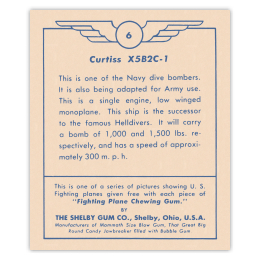 6
Curtiss X5B2C-1
This is one of the Navy dive bombers.
It is also being adapted for Army use.
This is a single engine, low winged
monoplane. This ship is the successor
to the famous Helldivers. It will carry
a bomb of 1,000 and 1,500 lbs. re-
spectively, and has a speed of approxi-
mately 300 m. p. h.
This is one of a series of pictures showing U. S.
Fighting planes given free with each piece of
"Fighting Plane Chewing Gum."
BY
THE SHELBY GUM CO., Shelby, Ohio, U.S.A.
Manufacturers of Mammoth Size Blow Gum, That Great Big
Round Candy Jawbreaker filled with Bubble Gum